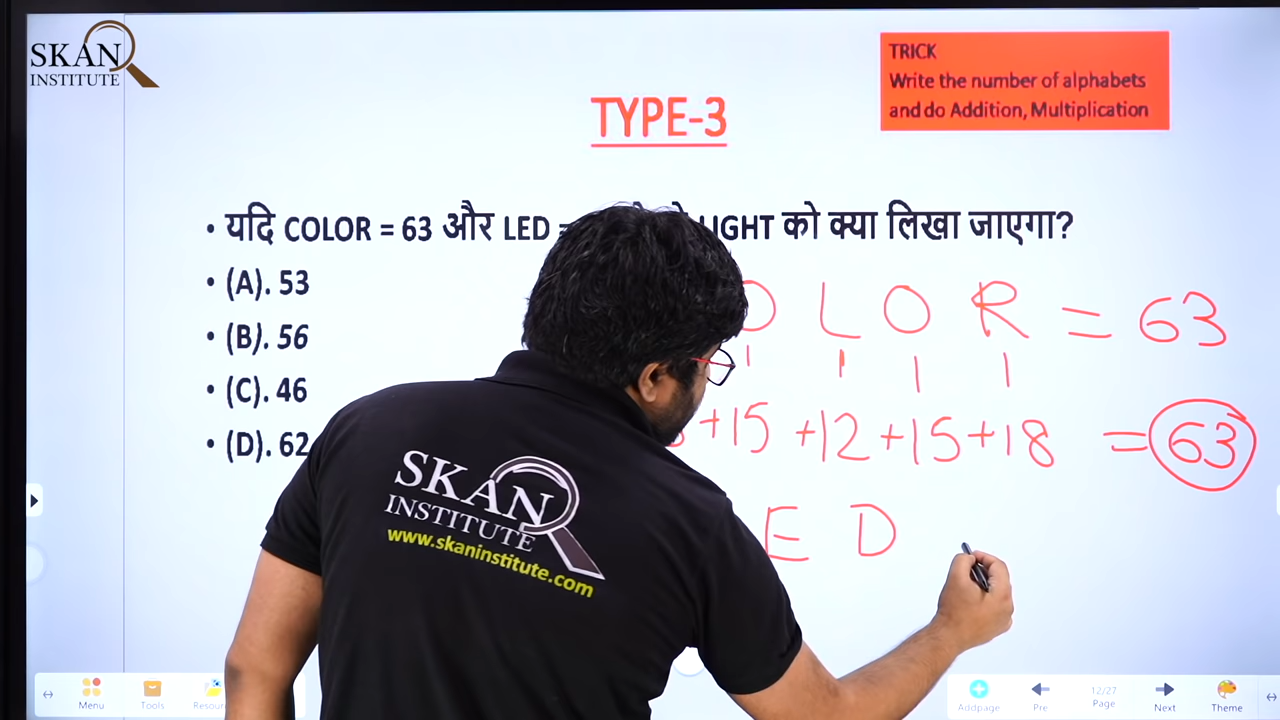 SKAN
INSTITUTE
TRICK
Write the number of alphabets
and do Addition, Multiplication
TYPE-3
• यदि COLOR = 63 और LED = LIGHT को क्या लिखा जाएगा?
• (A). 53
• (B). 56
• (C). 46
• (D). 62
O L O R = 63
+15 +12 +15 +18 = 63
E D
SKAN
INSTITUTE
www.skaninstitute.com
Menu
Tools
Addpage
Pre
12/27
Page
Next
Theme